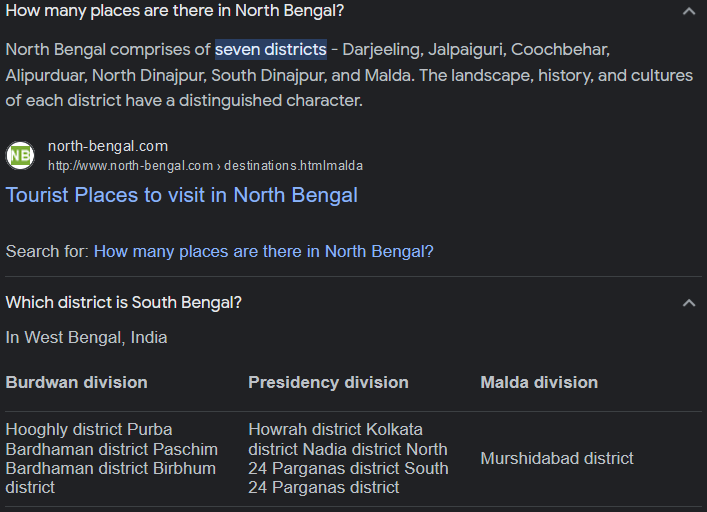 How many places are there in North Bengal?
North Bengal comprises of seven districts - Darjeeling, Jalpaiguri, Coochbehar,
Alipurduar, North Dinajpur, South Dinajpur, and Malda. The landscape, history, and cultures
of each district have a distinguished character.
NB
north-bengal.com
http://www.north-bengal.com › destinations.htmlmalda
Tourist Places to visit in North Bengal
Search for: How many places are there in North Bengal?
Which district is South Bengal?
In West Bengal, India
Burdwan division
Presidency division
Malda division
Hooghly district Purba
Bardhaman district Paschim
Bardhaman district Birbhum
district
Howrah district Kolkata
district Nadia district North
24 Parganas district South
24 Parganas district
Murshidabad district